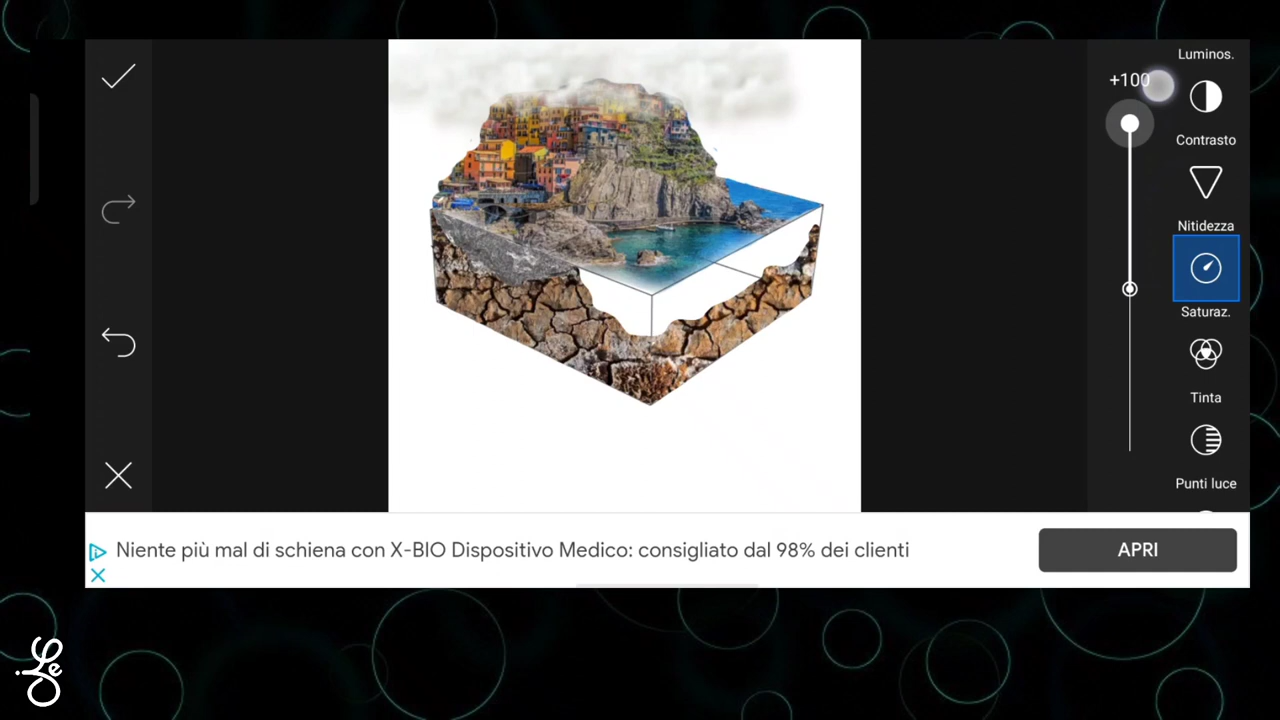 Luminos.
+100
Contrasto
Nitidezza
Saturaz.
Tinta
Punti luce
Niente più mal di schiena con X-BIO Dispositivo Medico: consigliato dal 98% dei clienti
APRI